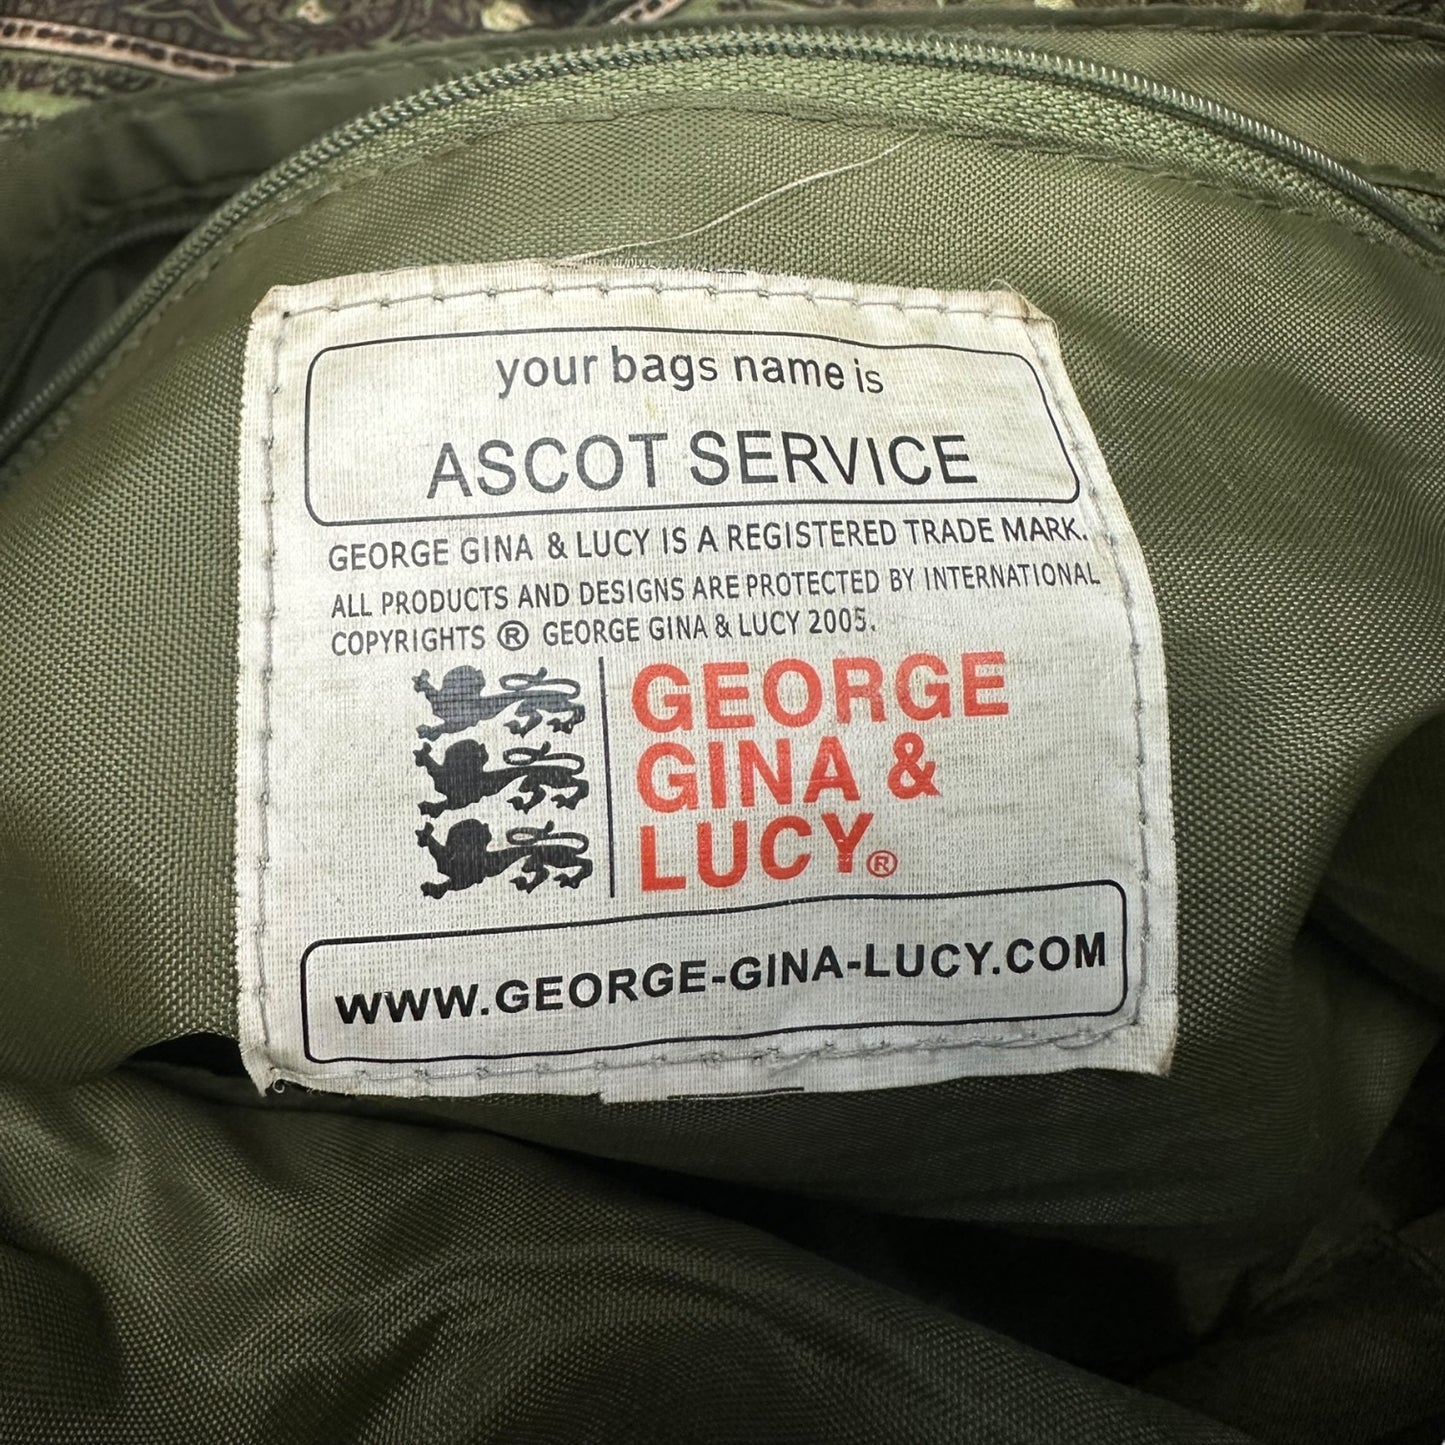 your bags name is
ASCOT SERVICE
GEORGE GINA & LUCY IS A REGISTERED TRADE MARK.
ALL PRODUCTS AND DESIGNS ARE PROTECTED BY INTERNATIONAL
COPYRIGHTS ® GEORGE GINA & LUCY 2005.
GEORGE
GINA &
LUCY®
WWW.GEORGE-GINA-LUCY.COM